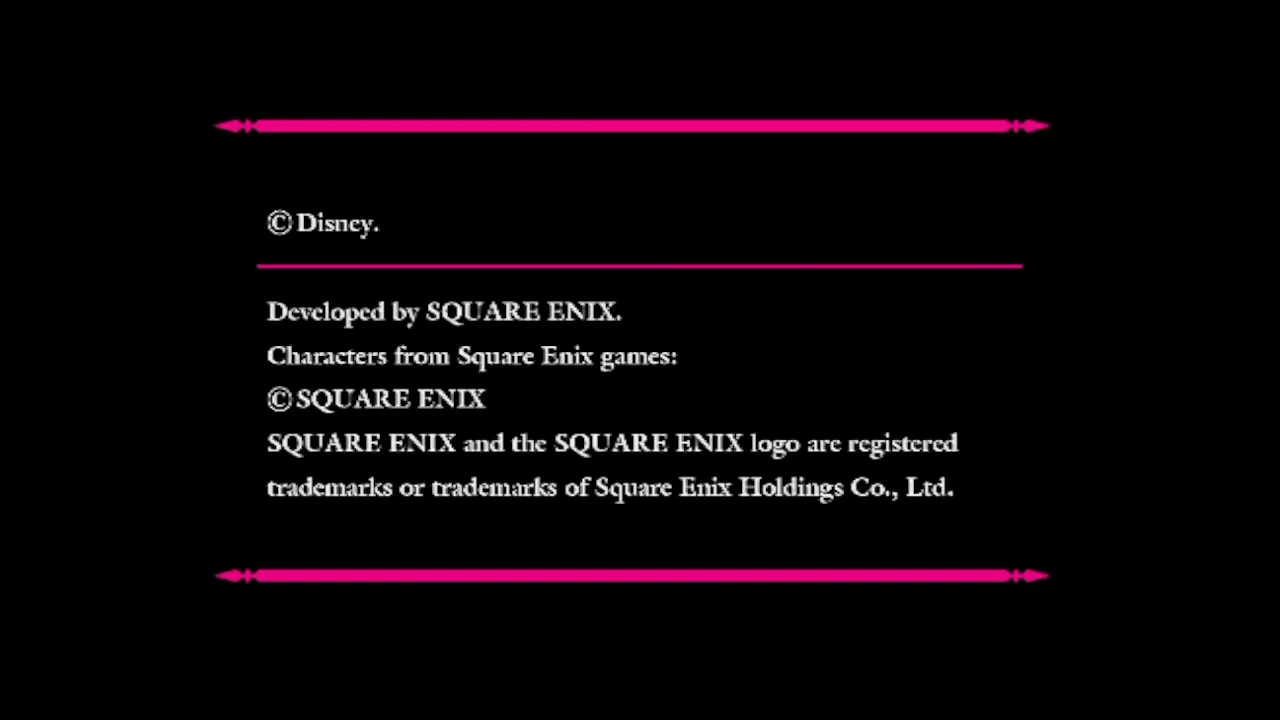 © Disney.
Developed by SQUARE ENIX.
Characters from Square Enix games:
© SQUARE ENIX
SQUARE ENIX and the SQUARE ENIX logo are registered
trademarks or trademarks of Square Enix Holdings Co., Ltd.